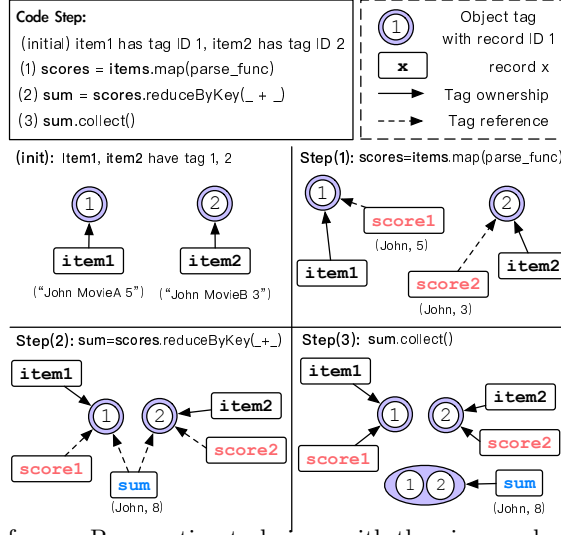 Code Step:
(initial) item1 has tag ID 1, item2 has tag ID 2
(1) scores = items.map(parse_func)
(2) sum = scores.reduceByKey(_ + _)
(3) sum.collect()
1
Object tag
with record ID 1
x
record x
Tag ownership
Tag reference
(init): Item1, item2 have tag 1, 2
1
2
item1
item2
("John MovieA 5")
("John MovieB 3")
Step(1): scores=items.map(parse_func)
1
2
score1
(John, 5)
item1
item2
score2
(John, 3)
Step(2): sum=scores.reduceByKey(_+_)
item1
1
2
item2
score1
score2
sum
(John, 8)
Step(3): sum.collect()
item1
1
2
item2
score1
score2
1 2
sum
(John, 8)